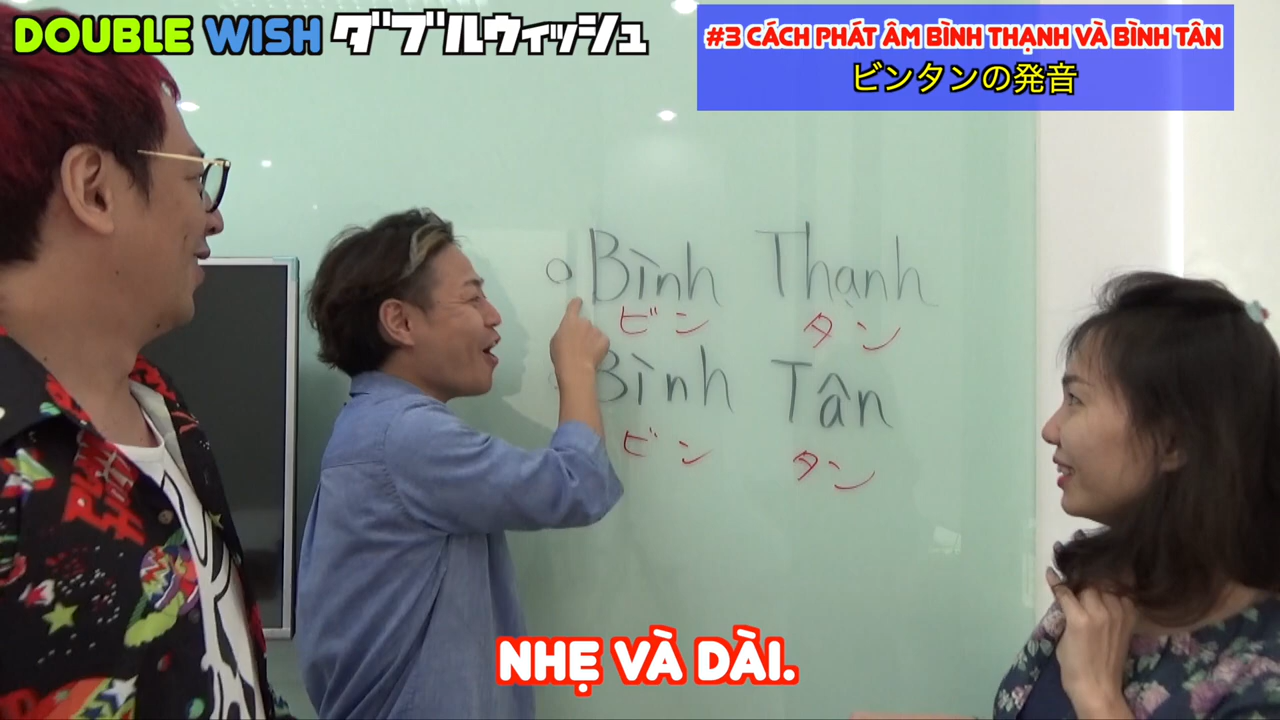 DOUBLE WISH ダブルウィッシュ
#3 CÁCH PHÁT ÂM BÌNH THẠNH VÀ BÌNH TÂN
ビンタンの発音
Bình Thạnh
ビン タン
Bình Tân
ビン タン
NHẸ VÀ DÀI.